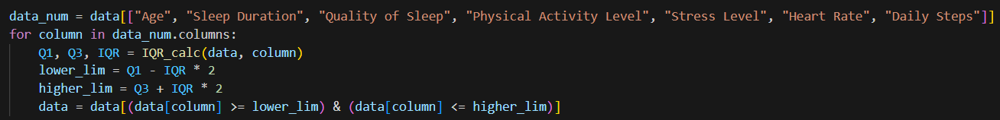 data_num = data[["Age", "Sleep Duration", "Quality of Sleep", "Physical Activity Level", "Stress Level", "Heart Rate", "Daily Steps"]]
for column in data_num.columns:
    Q1, Q3, IQR = IQR_calc(data, column)
    lower_lim = Q1 - IQR * 2
    higher_lim = Q3 + IQR * 2
    data = data[(data[column] >= lower_lim) & (data[column] <= higher_lim)]